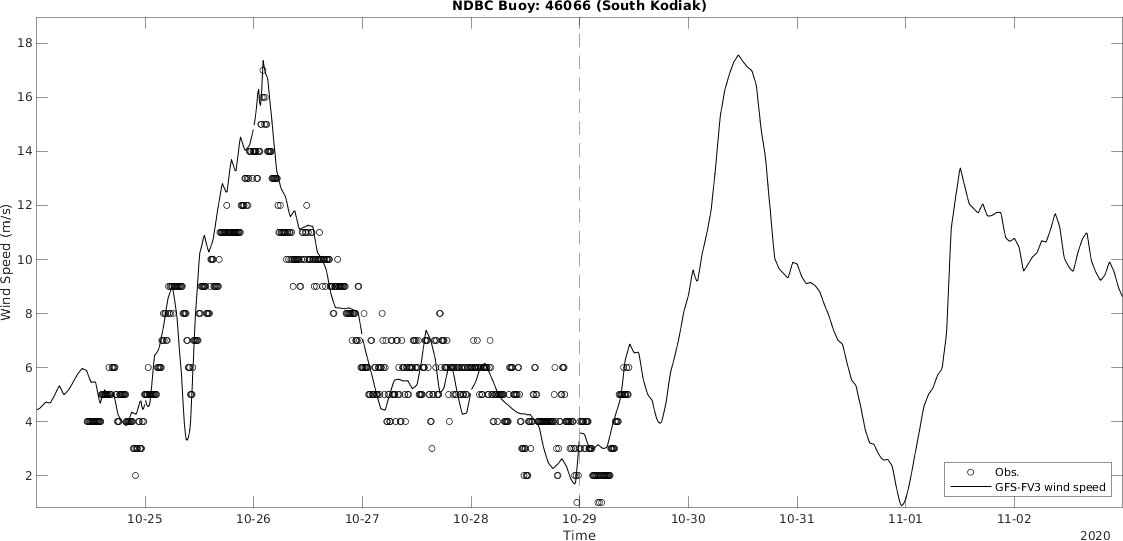 NDBC Buoy: 46066 (South Kodiak)
18
16
14
12
10
8
6
4
2
Wind Speed (m/s)
Obs.
GFS-FV3 wind speed
10-25 10-26 10-27 10-28 10-29 10-30 10-31 11-01 11-02
Time
2020